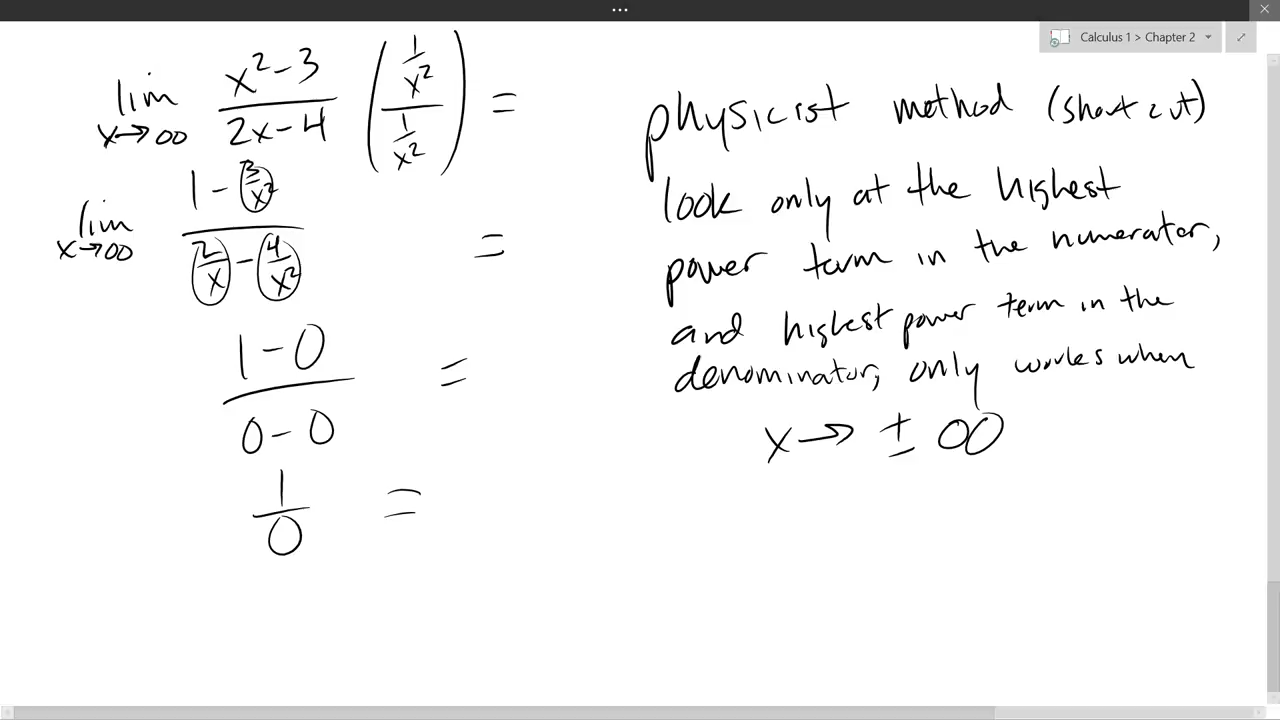 Calculus 1 > Chapter 2
lim x→∞ (x² - 3)/(2x - 4) ((1/x²)/(1/x²)) =
lim x→∞ (1 - 3/x²)/(2/x - 4/x²) =
(1 - 0)/(0 - 0) =
1/0 =
physicist method (short cut)
look only at the highest
power term in the numerator,
and highest power term in the
denominator, only works when
x → ± ∞